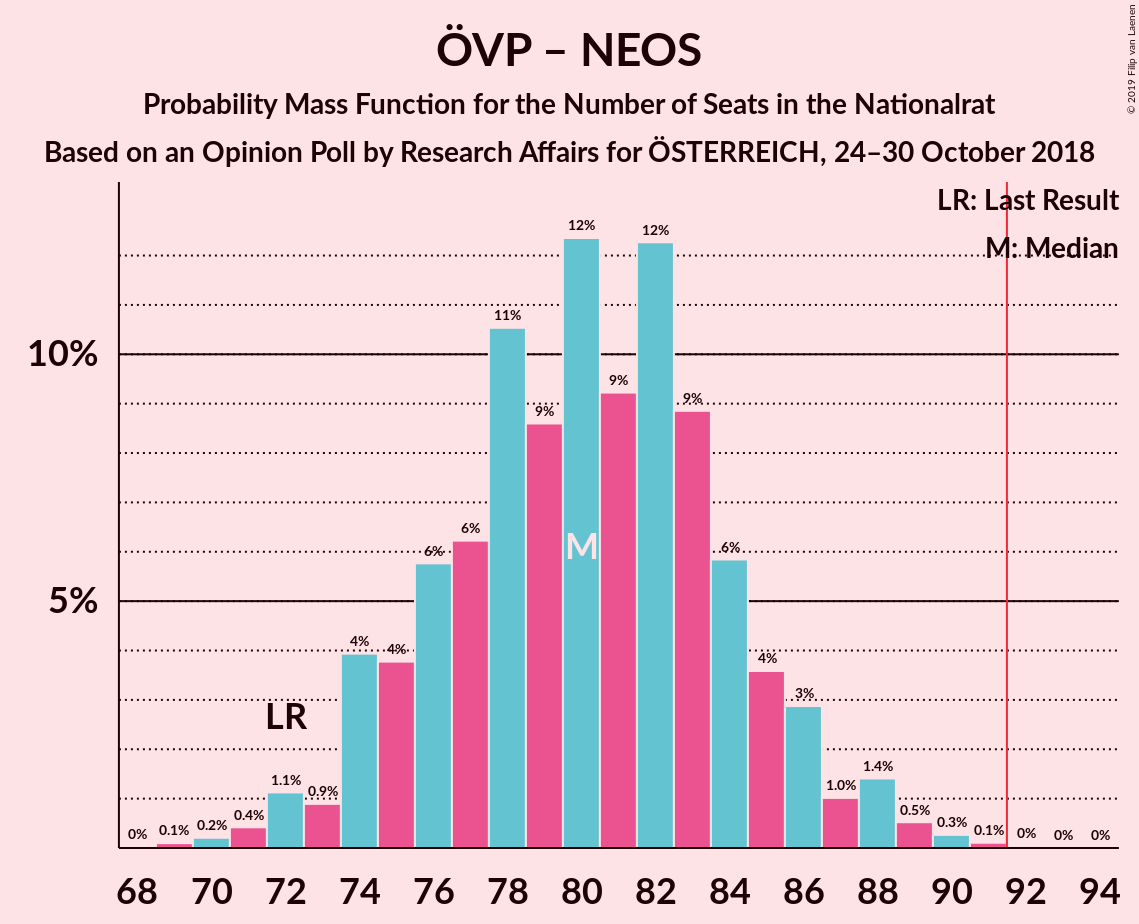 ÖVP – NEOS
Probability Mass Function for the Number of Seats in the Nationalrat
Based on an Opinion Poll by Research Affairs for ÖSTERREICH, 24–30 October 2018
© 2019 Filip van Laenen
LR: Last Result
M: Median
10%
5%
0% 0.1% 0.2% 0.4% 1.1% 0.9% 4% 4% 6% 6% 11% 9% 12% 9% 12% 9% 6% 4% 3% 1.0% 1.4% 0.5% 0.3% 0.1% 0% 0% 0%
LR
M
68 70 72 74 76 78 80 82 84 86 88 90 92 94